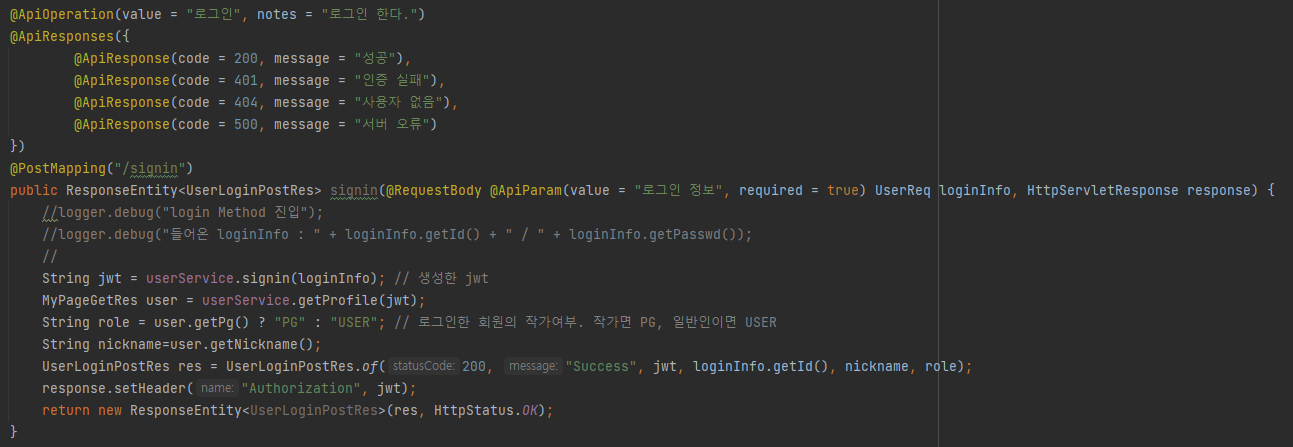 @ApiOperation(value = "로그인", notes = "로그인 한다.")
@ApiResponses({
        @ApiResponse(code = 200, message = "성공"),
        @ApiResponse(code = 401, message = "인증 실패"),
        @ApiResponse(code = 404, message = "사용자 없음"),
        @ApiResponse(code = 500, message = "서버 오류")
})
@PostMapping("/signin")
public ResponseEntity<UserLoginPostRes> signin(@RequestBody @ApiParam(value = "로그인 정보", required = true) UserReq loginInfo, HttpServletResponse response) {
    //logger.debug("login Method 진입");
    //logger.debug("들어온 loginInfo : " + loginInfo.getId() + " / " + loginInfo.getPasswd());
    //
    String jwt = userService.signin(loginInfo); // 생성한 jwt
    MyPageGetRes user = userService.getProfile(jwt);
    String role = user.getPg() ? "PG" : "USER"; // 로그인한 회원의 작가여부. 작가면 PG, 일반인이면 USER
    String nickname=user.getNickname();
    UserLoginPostRes res = UserLoginPostRes.of( statusCode: 200, message: "Success", jwt, loginInfo.getId(), nickname, role);
    response.setHeader( name: "Authorization", jwt);
    return new ResponseEntity<UserLoginPostRes>(res, HttpStatus.OK);
}